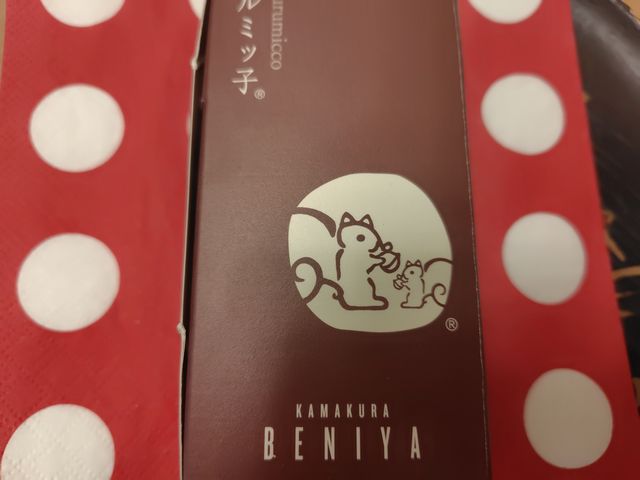 urumicco
ルミッ子®
®
KAMAKURA
BENIYA